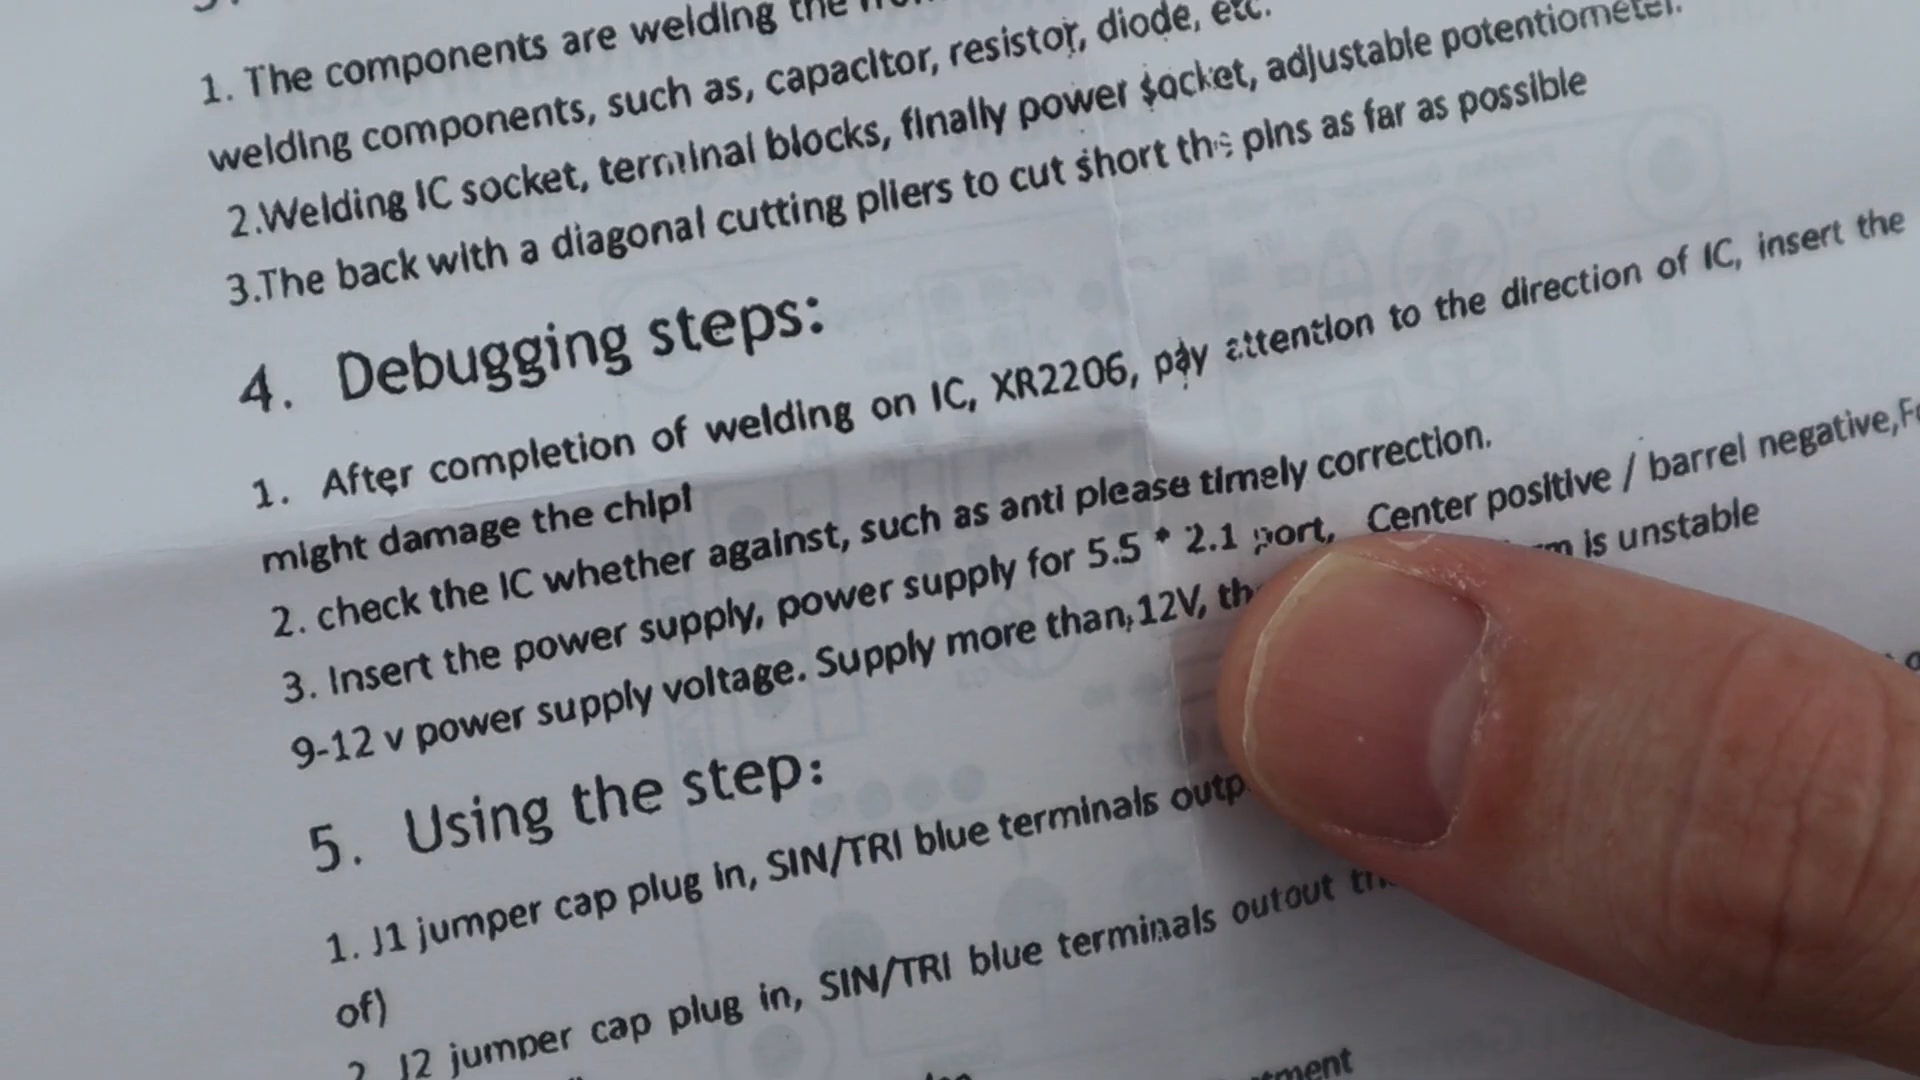 1. The components are welding the
welding components, such as, capacitor, resistor, diode, etc.
2.Welding IC socket, terminal blocks, finally power socket, adjustable potentiometer.
3.The back with a diagonal cutting pliers to cut short the pins as far as possible
4. Debugging steps:
1. After completion of welding on IC, XR2206, pay attention to the direction of IC, insert the
might damage the chip!
2. check the IC whether against, such as anti please timely correction.
3. Insert the power supply, power supply for 5.5 * 2.1 port, Center positive / barrel negative,
9-12 v power supply voltage. Supply more than,12V, is unstable
5. Using the step:
1. J1 jumper cap plug in, SIN/TRI blue terminals
of)
2. J2 jumper cap plug in, SIN/TRI blue terminals outout